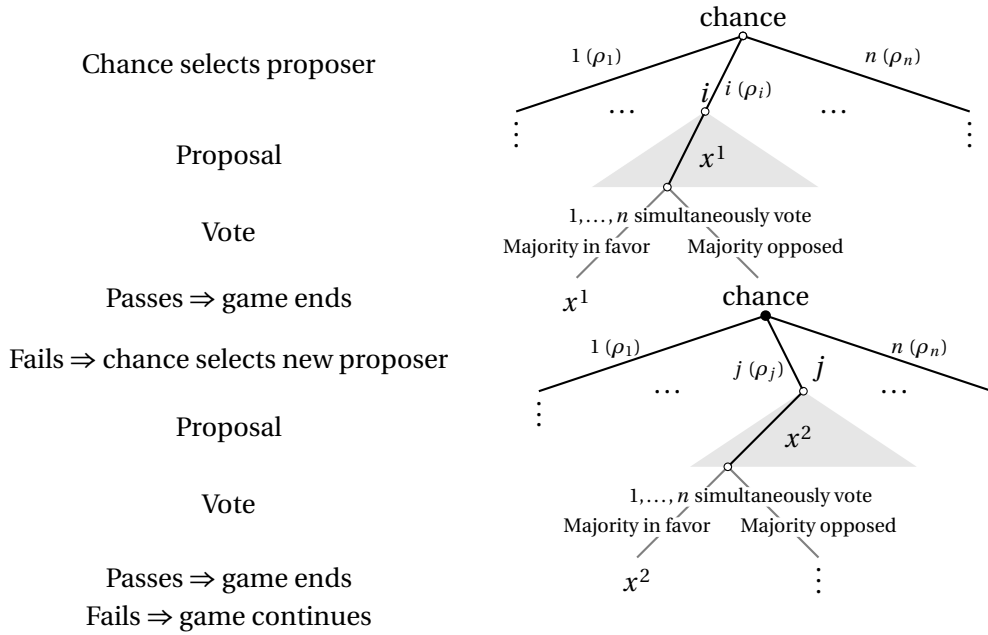 chance
Chance selects proposer
1 (ρ₁)
i (ρᵢ)
n (ρₙ)
i
...
...
⋮
⋮
Proposal
x¹
Vote
1,…,n simultaneously vote
Majority in favor
Majority opposed
Passes ⇒ game ends
x¹
chance
Fails ⇒ chance selects new proposer
1 (ρ₁)
j (ρⱼ)
j
n (ρₙ)
...
...
⋮
Proposal
x²
Vote
1,…,n simultaneously vote
Majority in favor
Majority opposed
Passes ⇒ game ends
x²
⋮
Fails ⇒ game continues